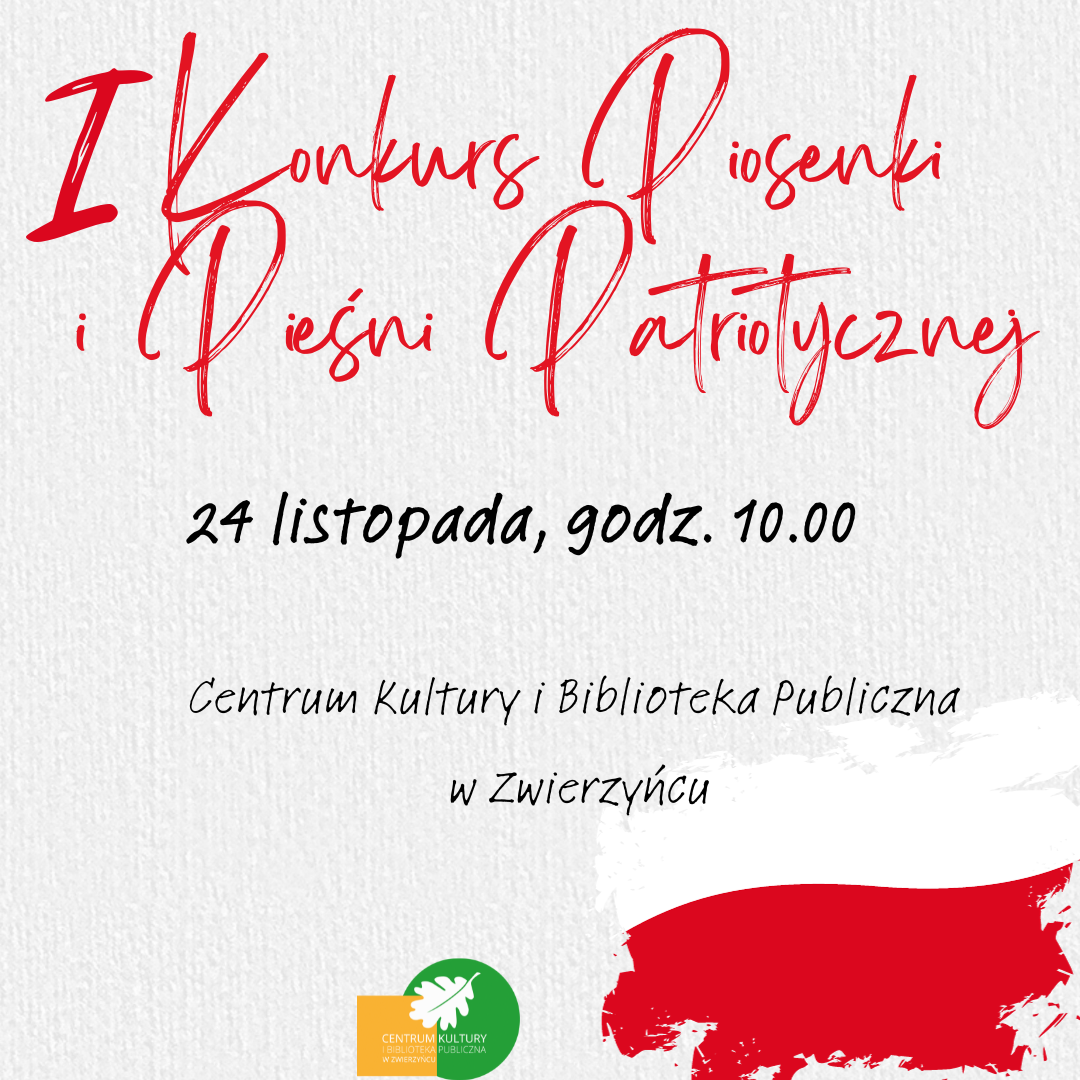 I Konkurs Piosenki
i Pieśni Patriotycznej
24 listopada, godz. 10.00
Centrum Kultury i Biblioteka Publiczna
w Zwierzyńcu
CENTRUM KULTURY
I BIBLIOTEKA PUBLICZNA
W ZWIERZYŃCU